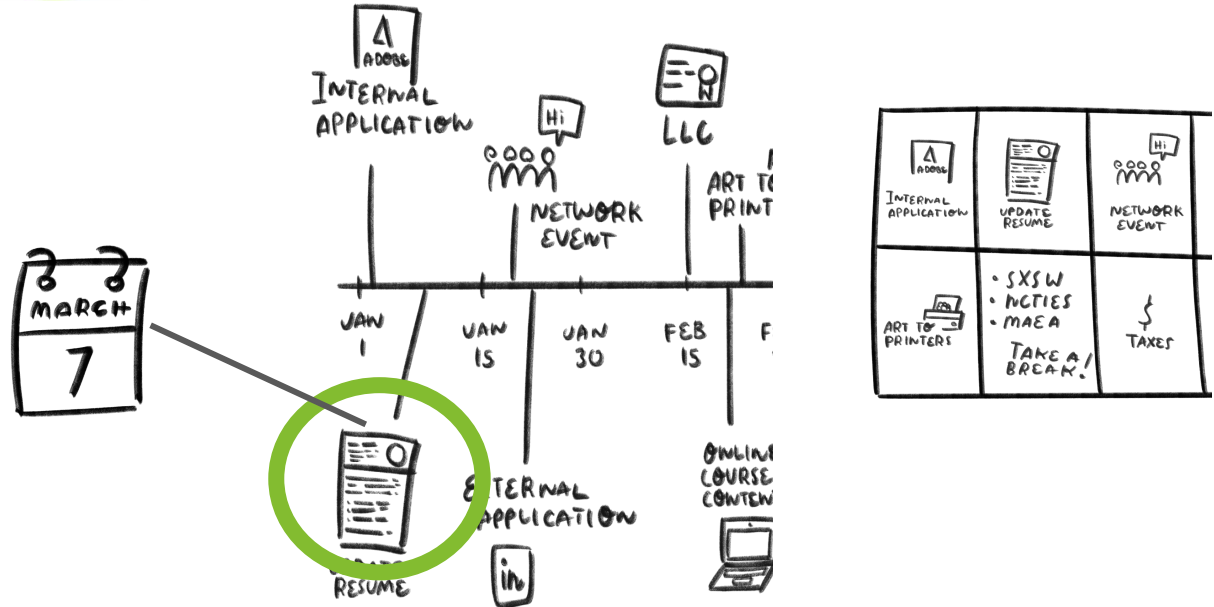 ADOBE
INTERNAL
APPLICATION
Hi
NETWORK
EVENT
LLC
ART TO
PRINT
MARCH
7
JAN
1
JAN
15
JAN
30
FEB
15
F
UPDATE
RESUME
EXTERNAL
APPLICATION
in
ONLINE
COURSE
CONTENT
ADOBE
INTERNAL
APPLICATION
UPDATE
RESUME
Hi
NETWORK
EVENT
ART TO
PRINTERS
• SXSW
• NCTIES
• MAEA
TAKE A
BREAK!
$
TAXES